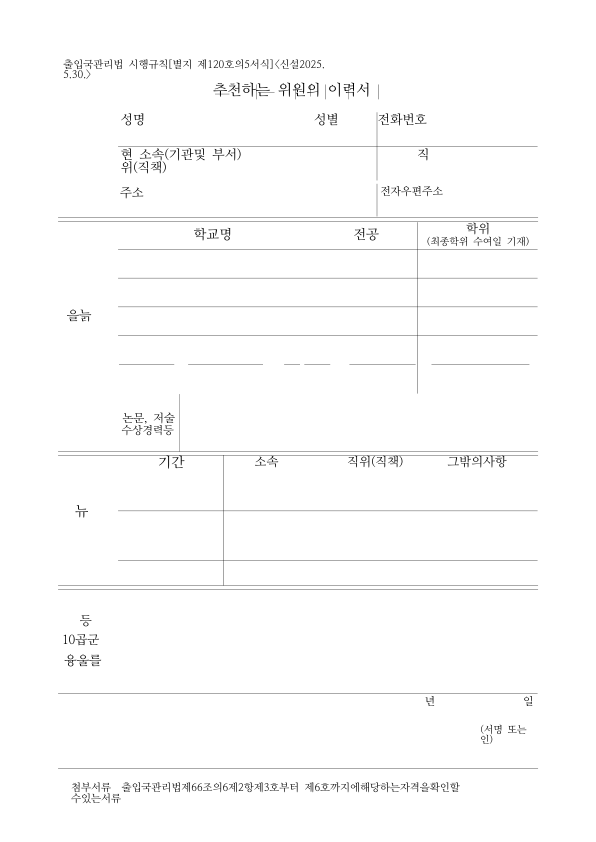 출입국관리법 시행규칙[별지 제120호의5서식]<신설2025.
5.30.>
추천하는 위원의 이력서
성명 성별 전화번호
현 소속(기관및 부서) 직
위(직책)
주소 전자우편주소
학교명 전공 학위
(최종학위 수여일 기재)
을늙
논문, 저술
수상경력등
기간 소속 직위(직책) 그밖의사항
뉴
등
10곱군
용울를
년 일
(서명 또는
인)
첨부서류 출입국관리법제66조의6제2항제3호부터 제6호까지에해당하는자격을확인할
수있는서류